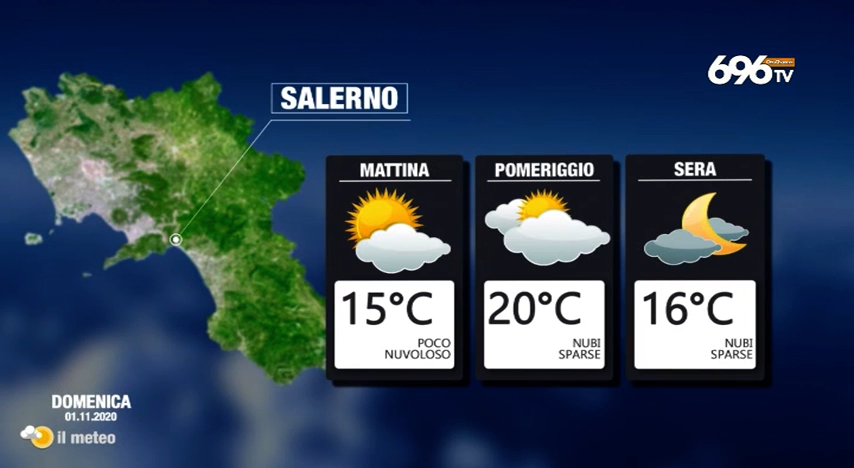 696
TV
SALERNO
MATTINA
15°C
POCO
NUVOLOSO
POMERIGGIO
20°C
NUBI
SPARSE
SERA
16°C
NUBI
SPARSE
DOMENICA
01.11.2020
il meteo